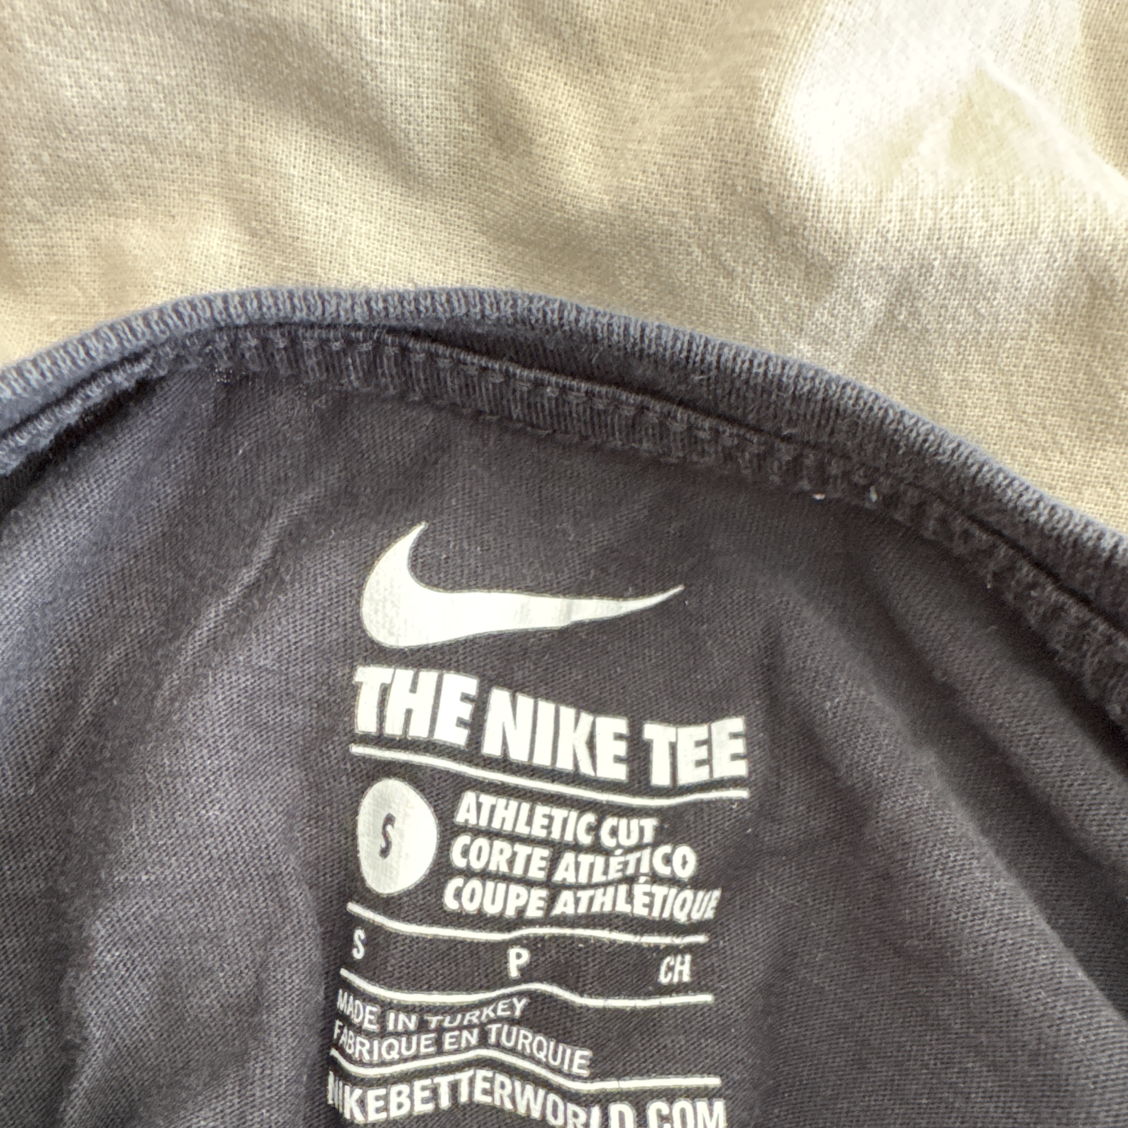 THE NIKE TEE
S
ATHLETIC CUT
CORTE ATLÉTICO
COUPE ATHLÉTIQUE
S P CH
MADE IN TURKEY
FABRIQUE EN TURQUIE
NIKEBETTERWORLD.COM